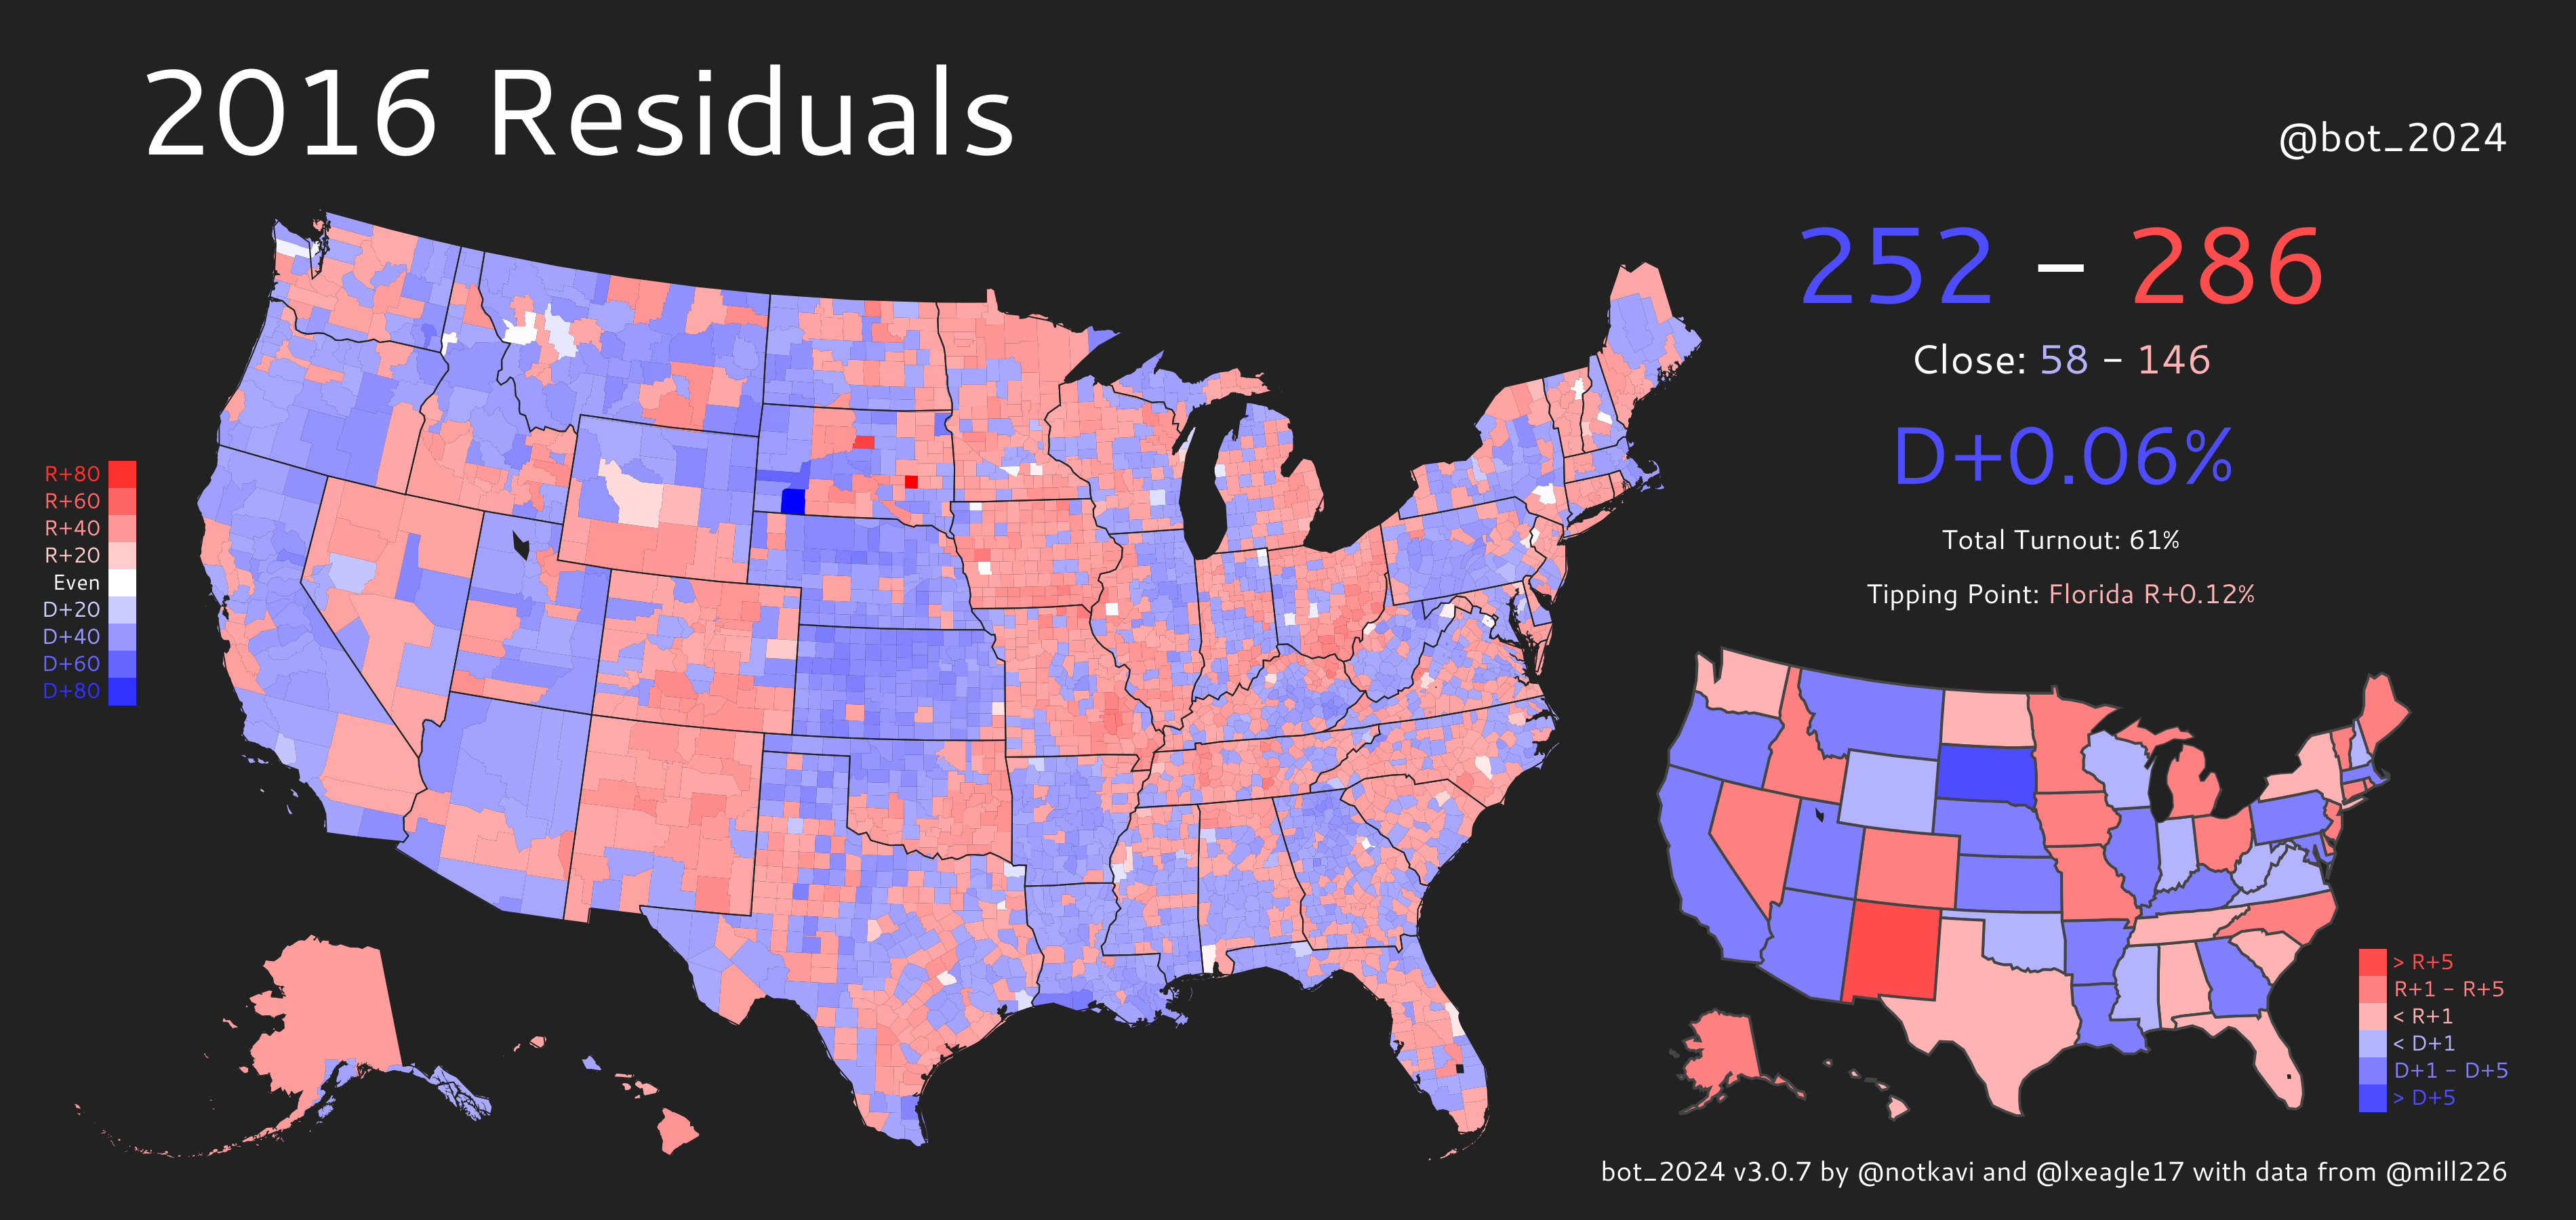 2016 Residuals
@bot_2024
252 – 286
Close: 58 – 146
D+0.06%
Total Turnout: 61%
Tipping Point: Florida R+0.12%
R+80
R+60
R+40
R+20
Even
D+20
D+40
D+60
D+80
> R+5
R+1 – R+5
< R+1
< D+1
D+1 – D+5
> D+5
bot_2024 v3.0.7 by @notkavi and @lxeagle17 with data from @mill226